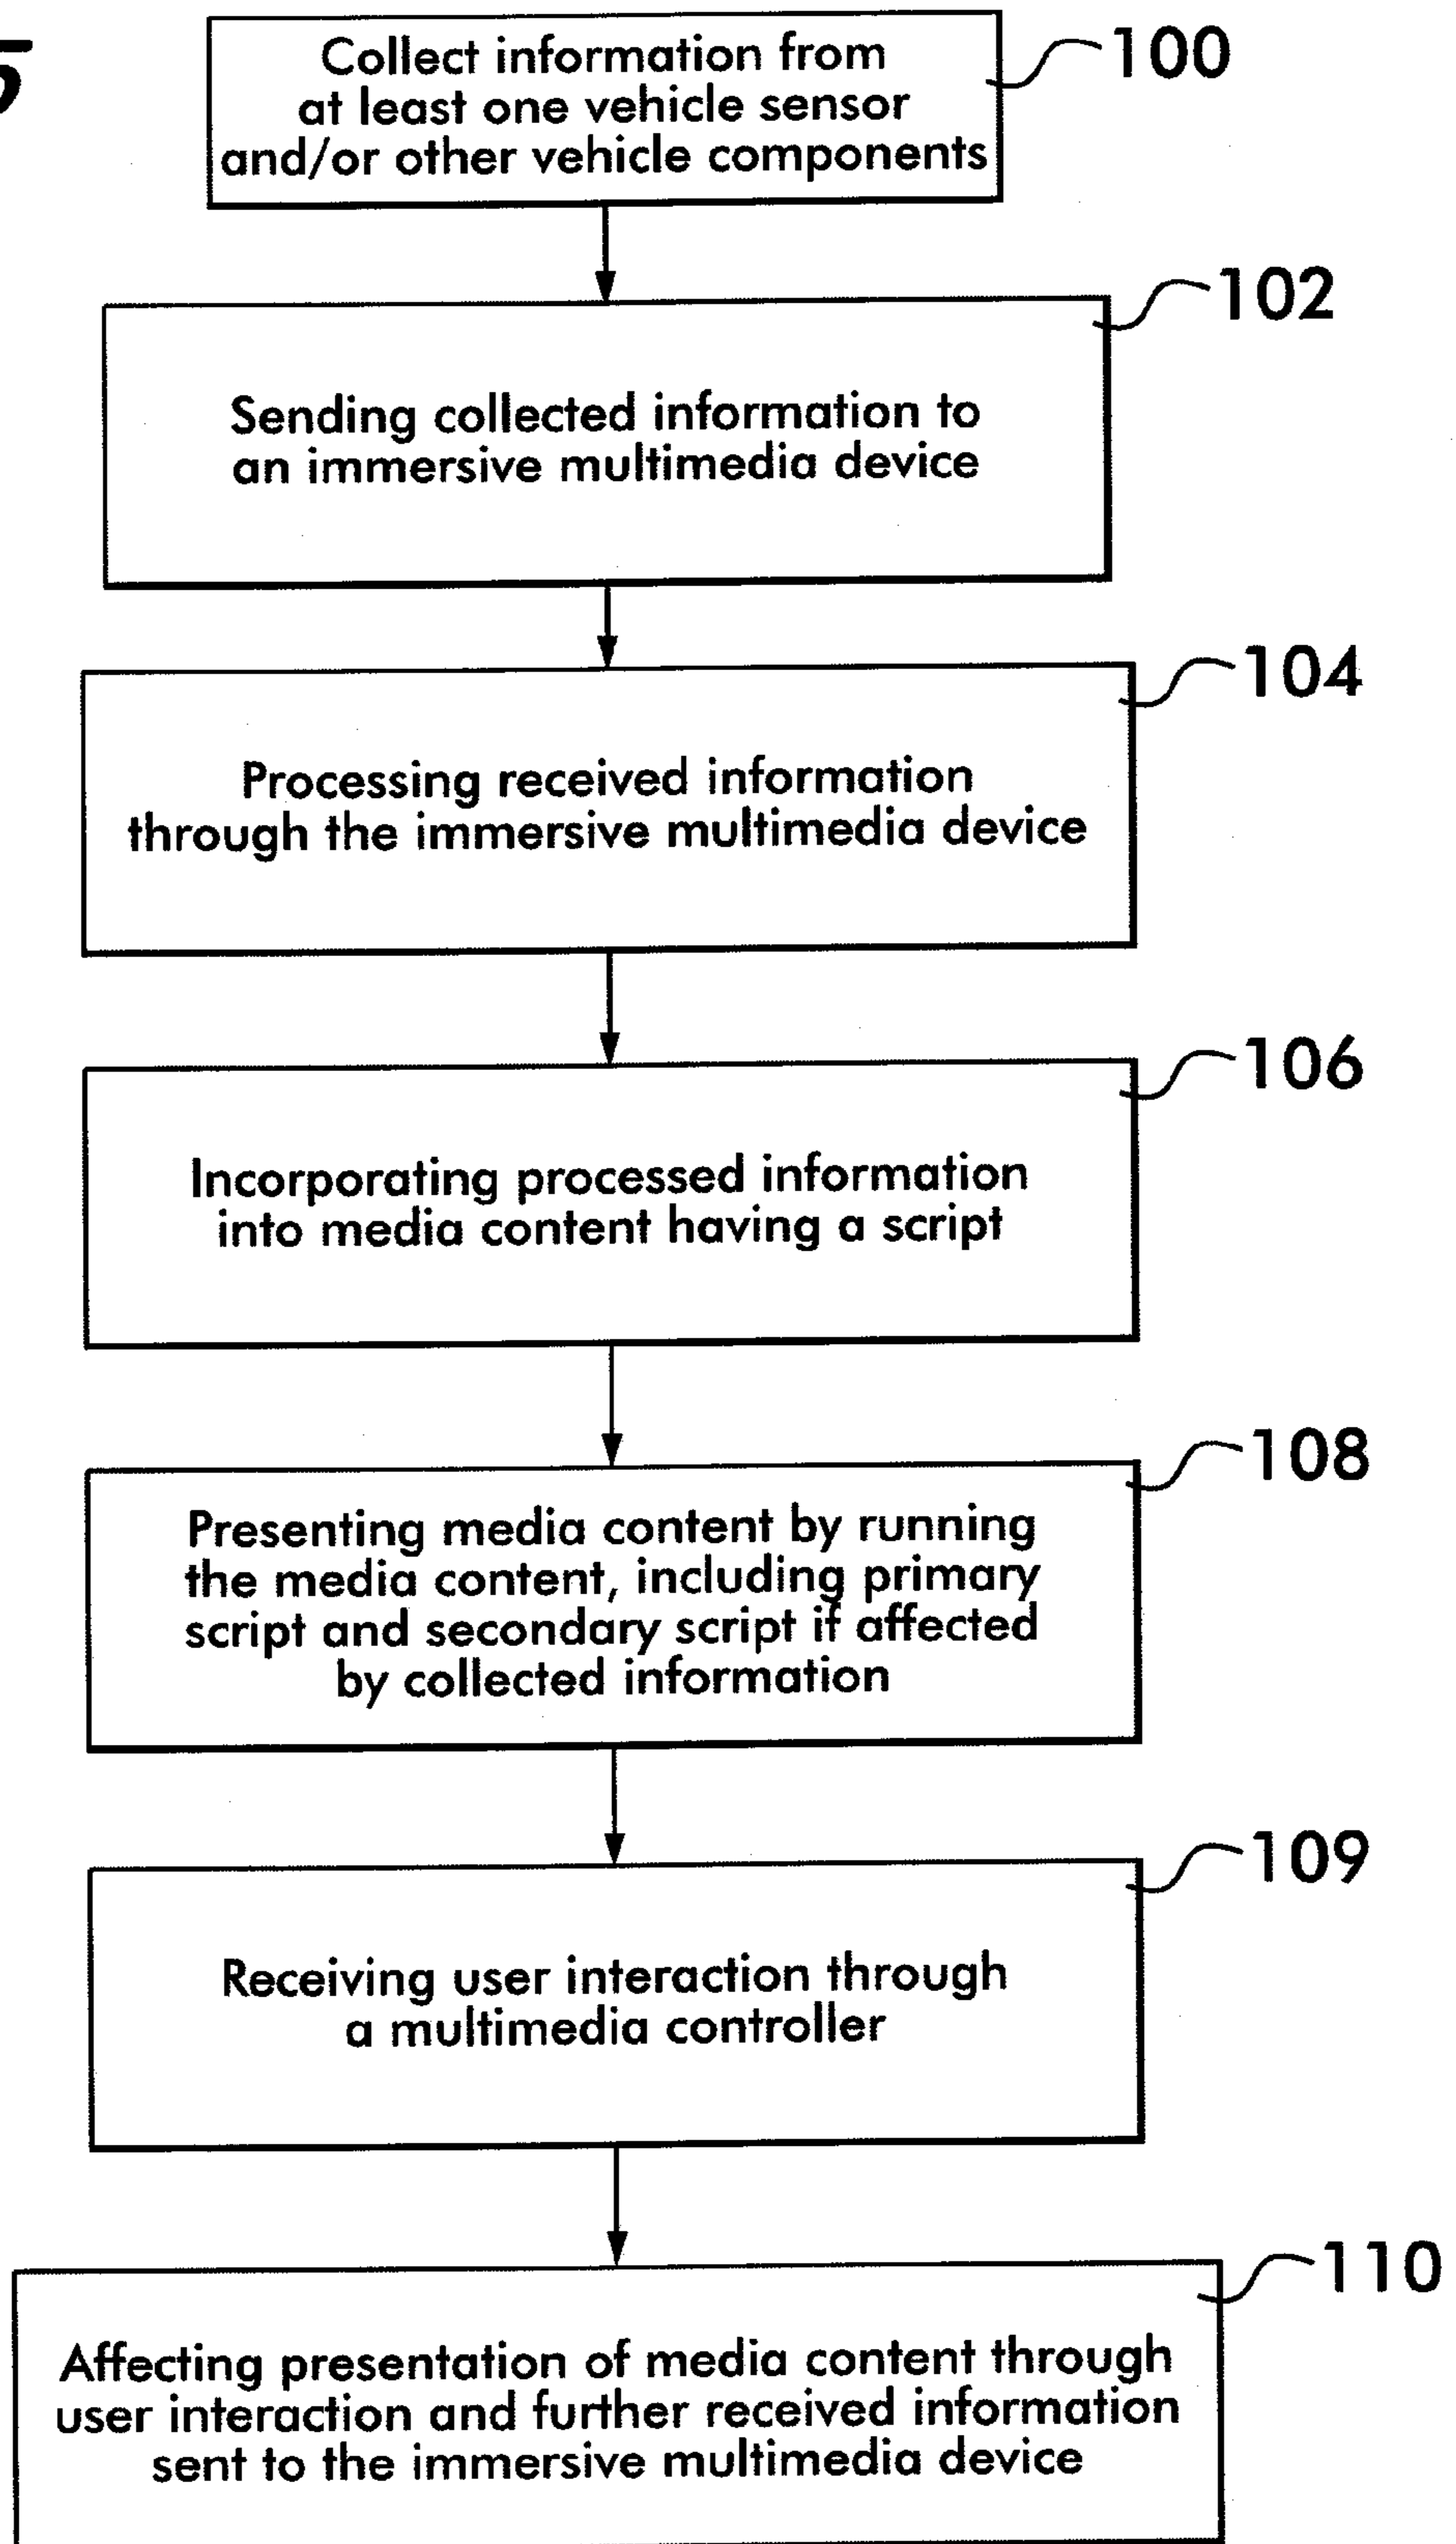 5
Collect information from
at least one vehicle sensor
and/or other vehicle components
100
102
Sending collected information to
an immersive multimedia device
104
Processing received information
through the immersive multimedia device
106
Incorporating processed information
into media content having a script
108
Presenting media content by running
the media content, including primary
script and secondary script if affected
by collected information
109
Receiving user interaction through
a multimedia controller
110
Affecting presentation of media content through
user interaction and further received information
sent to the immersive multimedia device